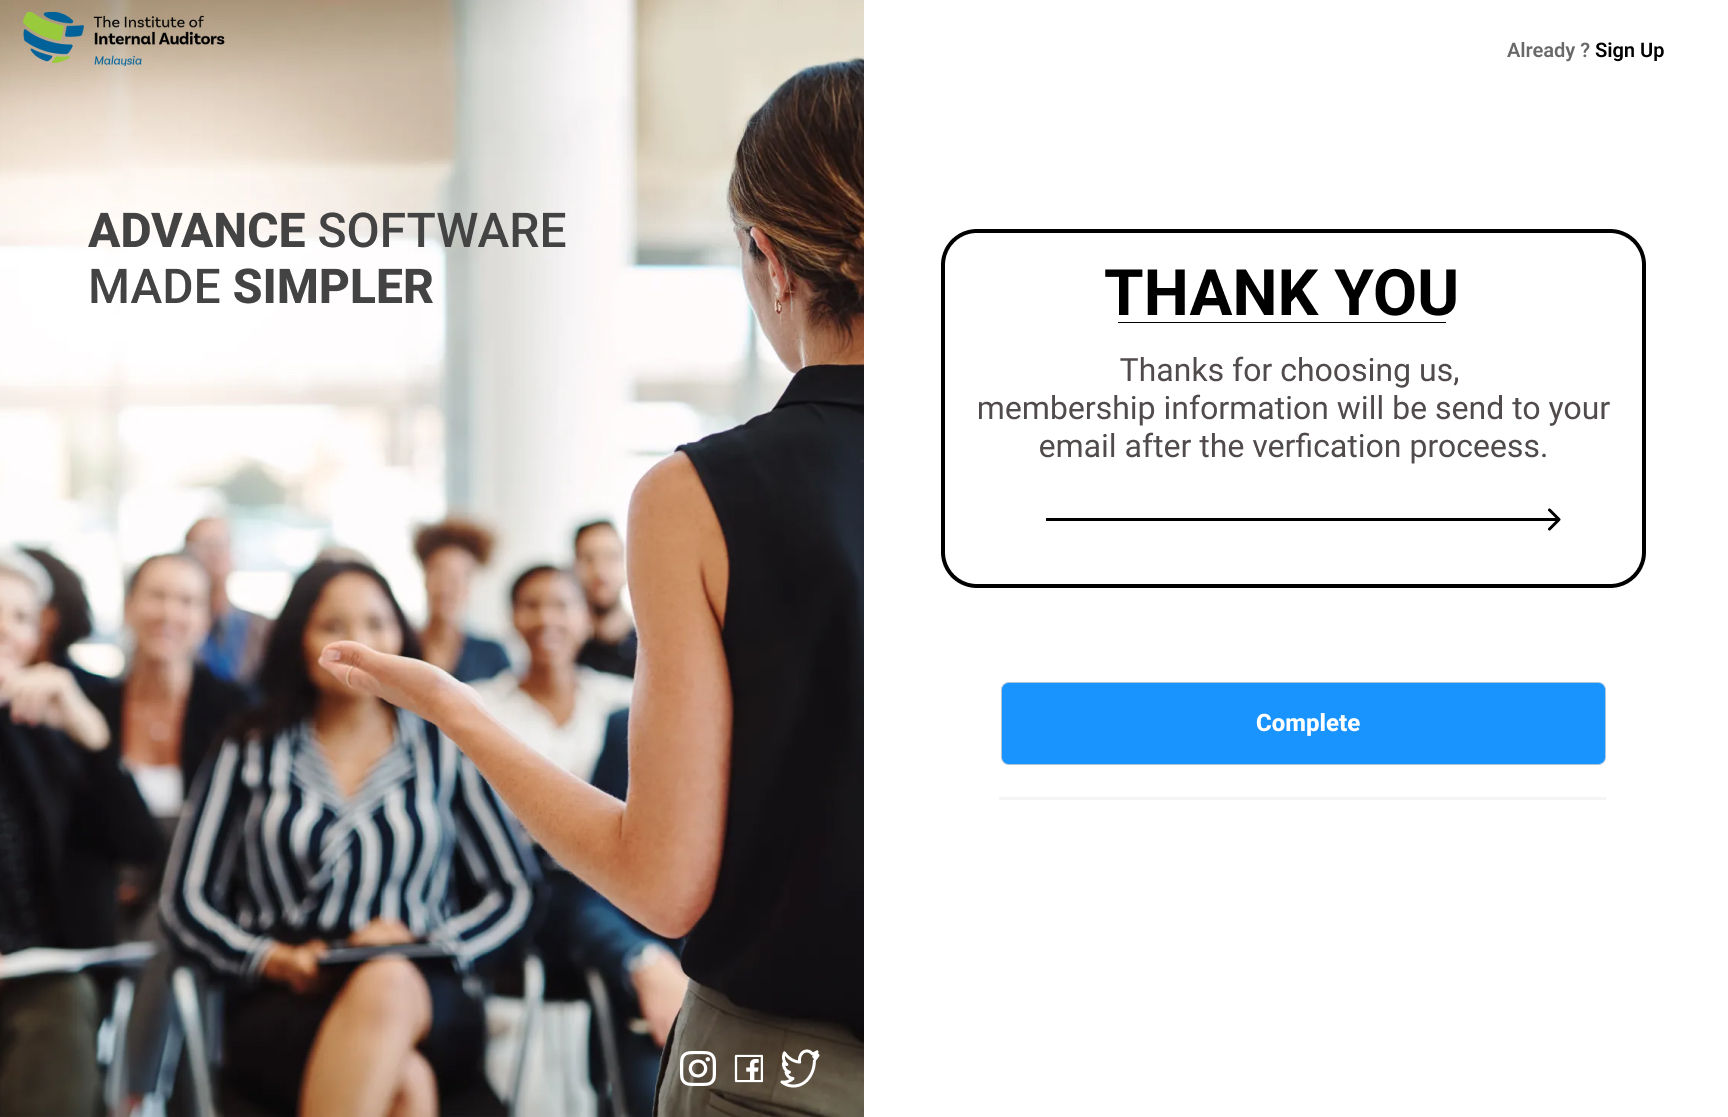 The Institute of
Internal Auditors
Malaysia
ADVANCE SOFTWARE
MADE SIMPLER
Already ? Sign Up
THANK YOU
Thanks for choosing us,
membership information will be send to your
email after the verfication proceess.
Complete